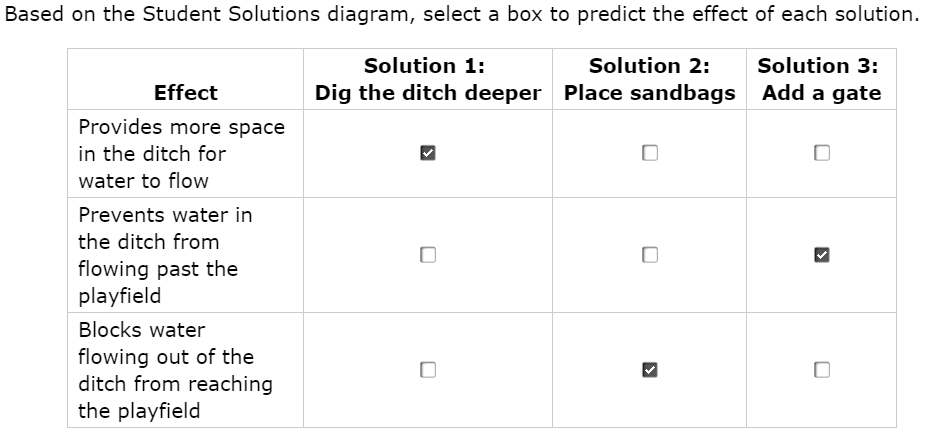 Based on the Student Solutions diagram, select a box to predict the effect of each solution.
Effect
Solution 1:
Dig the ditch deeper
Solution 2:
Place sandbags
Solution 3:
Add a gate
Provides more space
in the ditch for
water to flow
Prevents water in
the ditch from
flowing past the
playfield
Blocks water
flowing out of the
ditch from reaching
the playfield